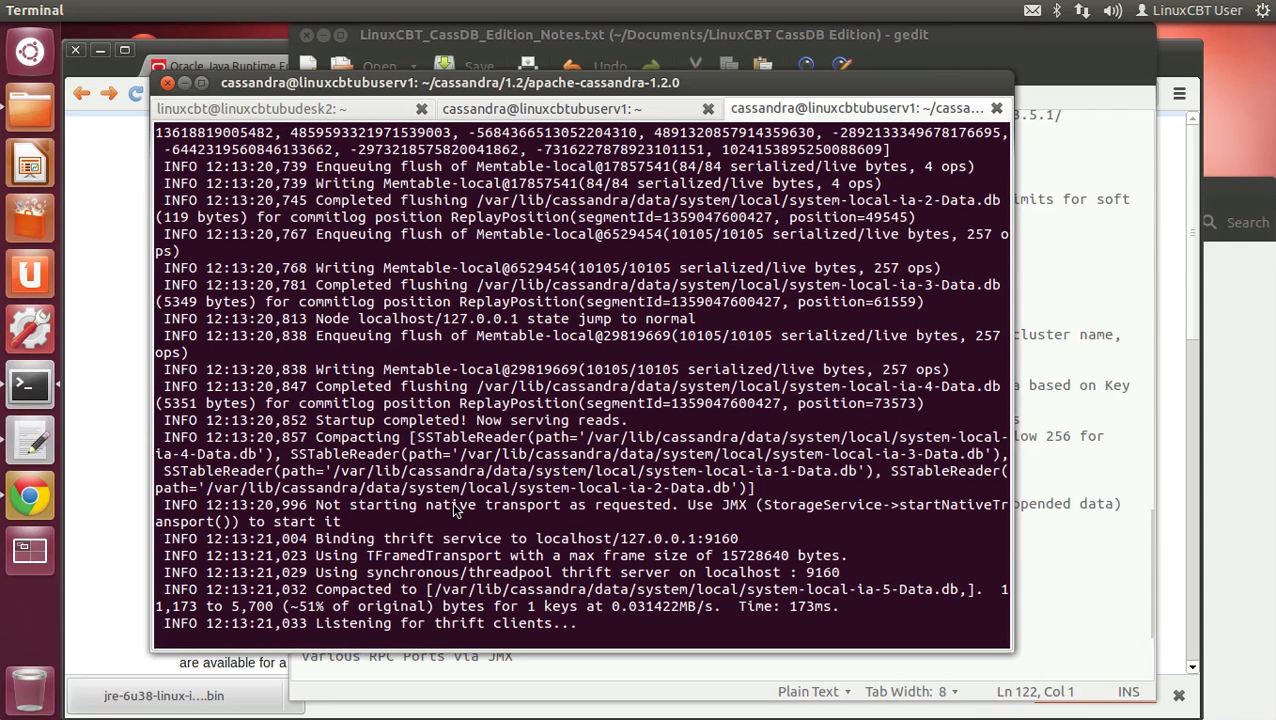 Terminal
LinuxCBT User
LinuxCBT_CassDB_Edition_Notes.txt (~/Documents/LinuxCBT CassDB Edition) - gedit
Oracle Java Runtime E
Open
Save
Undo
cassandra@linuxcbtubuserv1: ~/cassandra/1.2/apache-cassandra-1.2.0
linuxcbt@linuxcbtubudesk2: ~
cassandra@linuxcbtubuserv1: ~
cassandra@linuxcbtubuserv1: ~/cassa...
13618819005482, 4859593321971539003, -5684366513052204310, 4891320857914359630, -2892133349678176695,
-6442319560846133662, -2973218575820041862, -7316227878923101151, 1024153895250088609]
INFO 12:13:20,739 Enqueuing flush of Memtable-local@17857541(84/84 serialized/live bytes, 4 ops)
INFO 12:13:20,739 Writing Memtable-local@17857541(84/84 serialized/live bytes, 4 ops)
INFO 12:13:20,745 Completed flushing /var/lib/cassandra/data/system/local/system-local-ia-2-Data.db
(119 bytes) for commitlog position ReplayPosition(segmentId=1359047600427, position=49545)
INFO 12:13:20,767 Enqueuing flush of Memtable-local@6529454(10105/10105 serialized/live bytes, 257 o
ps)
INFO 12:13:20,768 Writing Memtable-local@6529454(10105/10105 serialized/live bytes, 257 ops)
INFO 12:13:20,781 Completed flushing /var/lib/cassandra/data/system/local/system-local-ia-3-Data.db
(5349 bytes) for commitlog position ReplayPosition(segmentId=1359047600427, position=61559)
INFO 12:13:20,813 Node localhost/127.0.0.1 state jump to normal
INFO 12:13:20,838 Enqueuing flush of Memtable-local@29819669(10105/10105 serialized/live bytes, 257
ops)
INFO 12:13:20,838 Writing Memtable-local@29819669(10105/10105 serialized/live bytes, 257 ops)
INFO 12:13:20,847 Completed flushing /var/lib/cassandra/data/system/local/system-local-ia-4-Data.db
(5351 bytes) for commitlog position ReplayPosition(segmentId=1359047600427, position=73573)
INFO 12:13:20,852 Startup completed! Now serving reads.
INFO 12:13:20,857 Compacting [SSTableReader(path='/var/lib/cassandra/data/system/local/system-local-
ia-4-Data.db'), SSTableReader(path='/var/lib/cassandra/data/system/local/system-local-ia-3-Data.db'),
SSTableReader(path='/var/lib/cassandra/data/system/local/system-local-ia-1-Data.db'), SSTableReader(
path='/var/lib/cassandra/data/system/local/system-local-ia-2-Data.db')]
INFO 12:13:20,996 Not starting native transport as requested. Use JMX (StorageService->startNativeTr
ansport()) to start it
INFO 12:13:21,004 Binding thrift service to localhost/127.0.0.1:9160
INFO 12:13:21,023 Using TFramedTransport with a max frame size of 15728640 bytes.
INFO 12:13:21,029 Using synchronous/threadpool thrift server on localhost : 9160
INFO 12:13:21,032 Compacted to [/var/lib/cassandra/data/system/local/system-local-ia-5-Data.db,].  1
1,173 to 5,700 (~51% of original) bytes for 1 keys at 0.031422MB/s.  Time: 173ms.
INFO 12:13:21,033 Listening for thrift clients...
3.5.1/
imits for soft
Search
cluster name,
a based on Key
s
low 256 for
ppended data)
various RPC Ports via JMX
are available for a
jre-6u38-linux-i....bin
Plain Text
Tab Width: 8
Ln 122, Col 1
INS